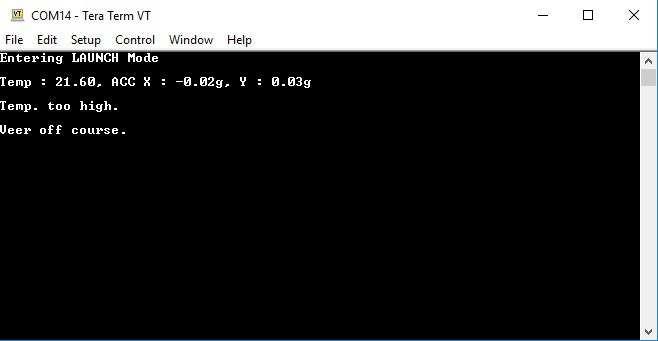 COM14 - Tera Term VT
File Edit Setup Control Window Help
Entering LAUNCH Mode
Temp : 21.60, ACC X : -0.02g, Y : 0.03g
Temp. too high.
Veer off course.